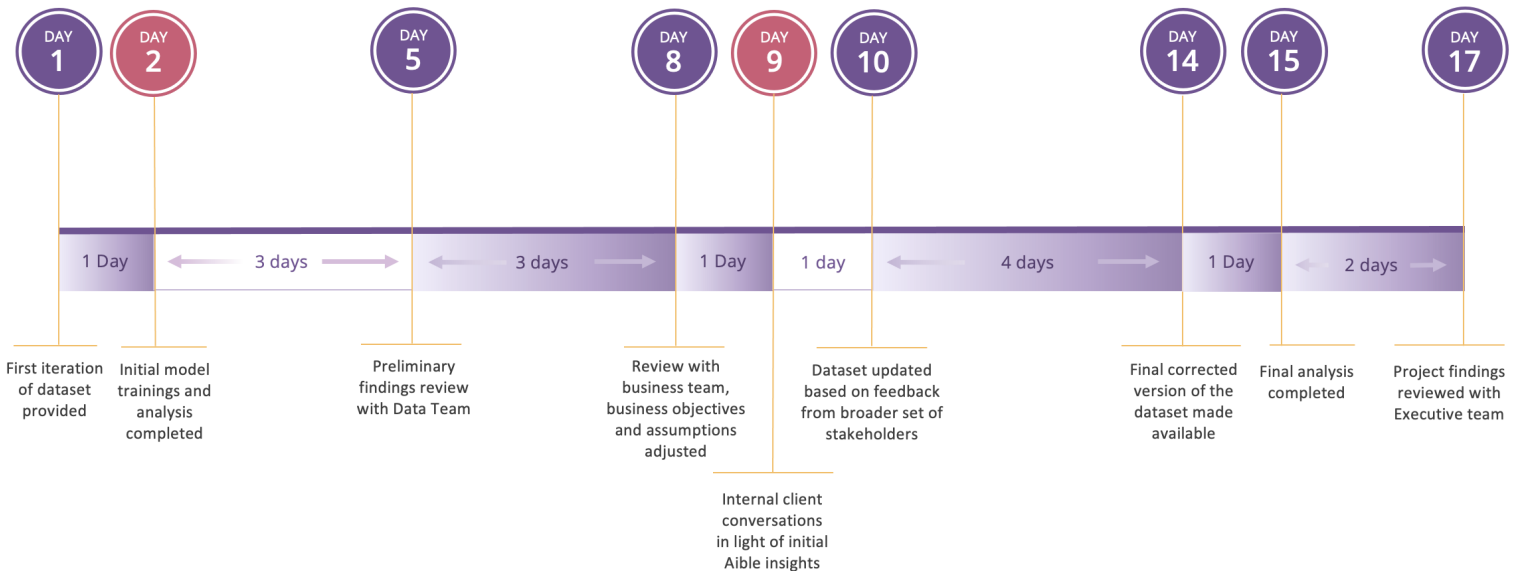 DAY
1
DAY
2
DAY
5
DAY
8
DAY
9
DAY
10
DAY
14
DAY
15
DAY
17
1 Day
3 days
3 days
1 Day
1 day
4 days
1 Day
2 days
First iteration
of dataset
provided
Initial model
trainings and
analysis
completed
Preliminary
findings review
with Data Team
Review with
business team,
business objectives
and assumptions
adjusted
Internal client
conversations
in light of initial
Aible insights
Dataset updated
based on feedback
from broader set of
stakeholders
Final corrected
version of the
dataset made
available
Final analysis
completed
Project findings
reviewed with
Executive team